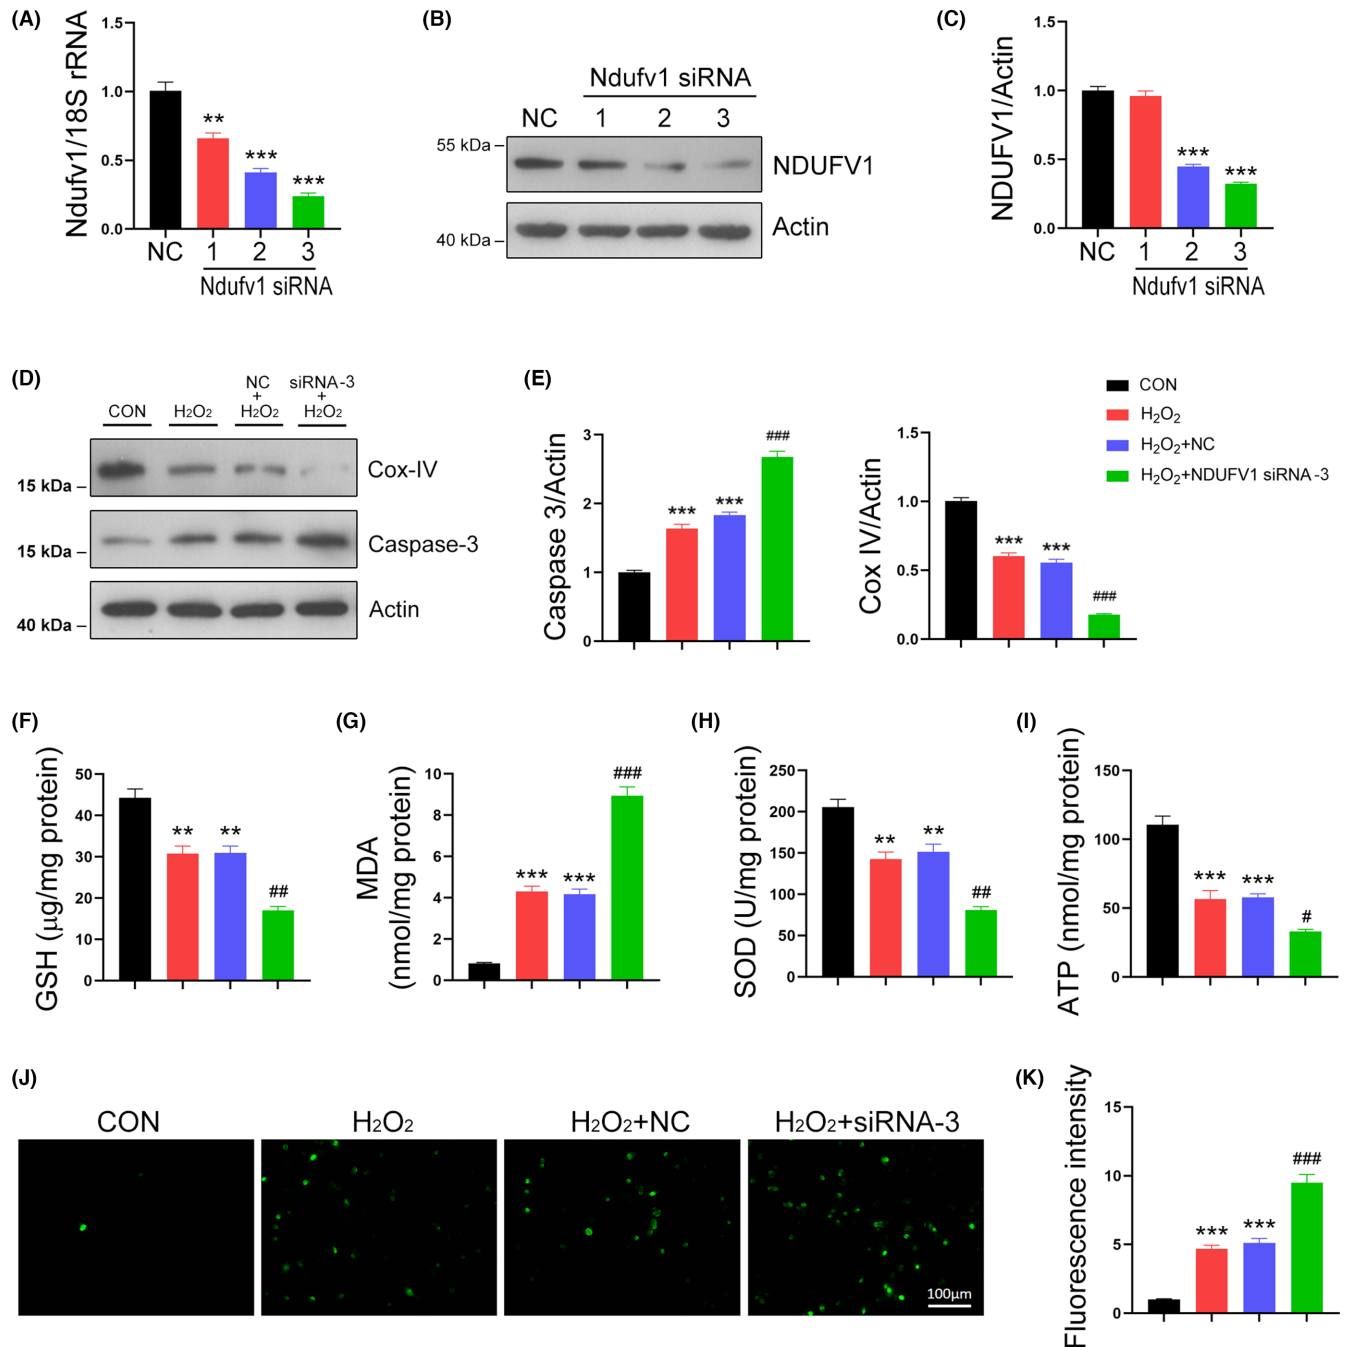 (A)
Ndufv1/18S rRNA
1.5
1.0
0.5
0.0
**
***
***
NC
1
2
3
Ndufv1 siRNA
(B)
Ndufv1 siRNA
NC
1
2
3
55 kDa
NDUFV1
40 kDa
Actin
(C)
NDUFV1/Actin
1.5
1.0
0.5
0.0
***
***
NC
1
2
3
Ndufv1 siRNA
(D)
CON
H₂O₂
NC
+
H₂O₂
siRNA-3
+
H₂O₂
Cox-IV
15 kDa
Caspase-3
15 kDa
Actin
40 kDa
(E)
Caspase 3/Actin
3
2
1
0
***
***
###
Cox IV/Actin
1.5
1.0
0.5
0.0
***
***
###
CON
H₂O₂
H₂O₂+NC
H₂O₂+NDUFV1 siRNA-3
(F)
GSH (µg/mg protein)
50
40
30
20
10
0
**
**
##
(G)
MDA
(nmol/mg protein)
10
8
6
4
2
0
***
***
###
(H)
SOD (U/mg protein)
250
200
150
100
50
0
**
**
##
(I)
ATP (nmol/mg protein)
150
100
50
0
***
***
#
(J)
CON
H₂O₂
H₂O₂+NC
H₂O₂+siRNA-3
100µm
(K)
Fluorescence intensity
15
10
5
0
***
***
###